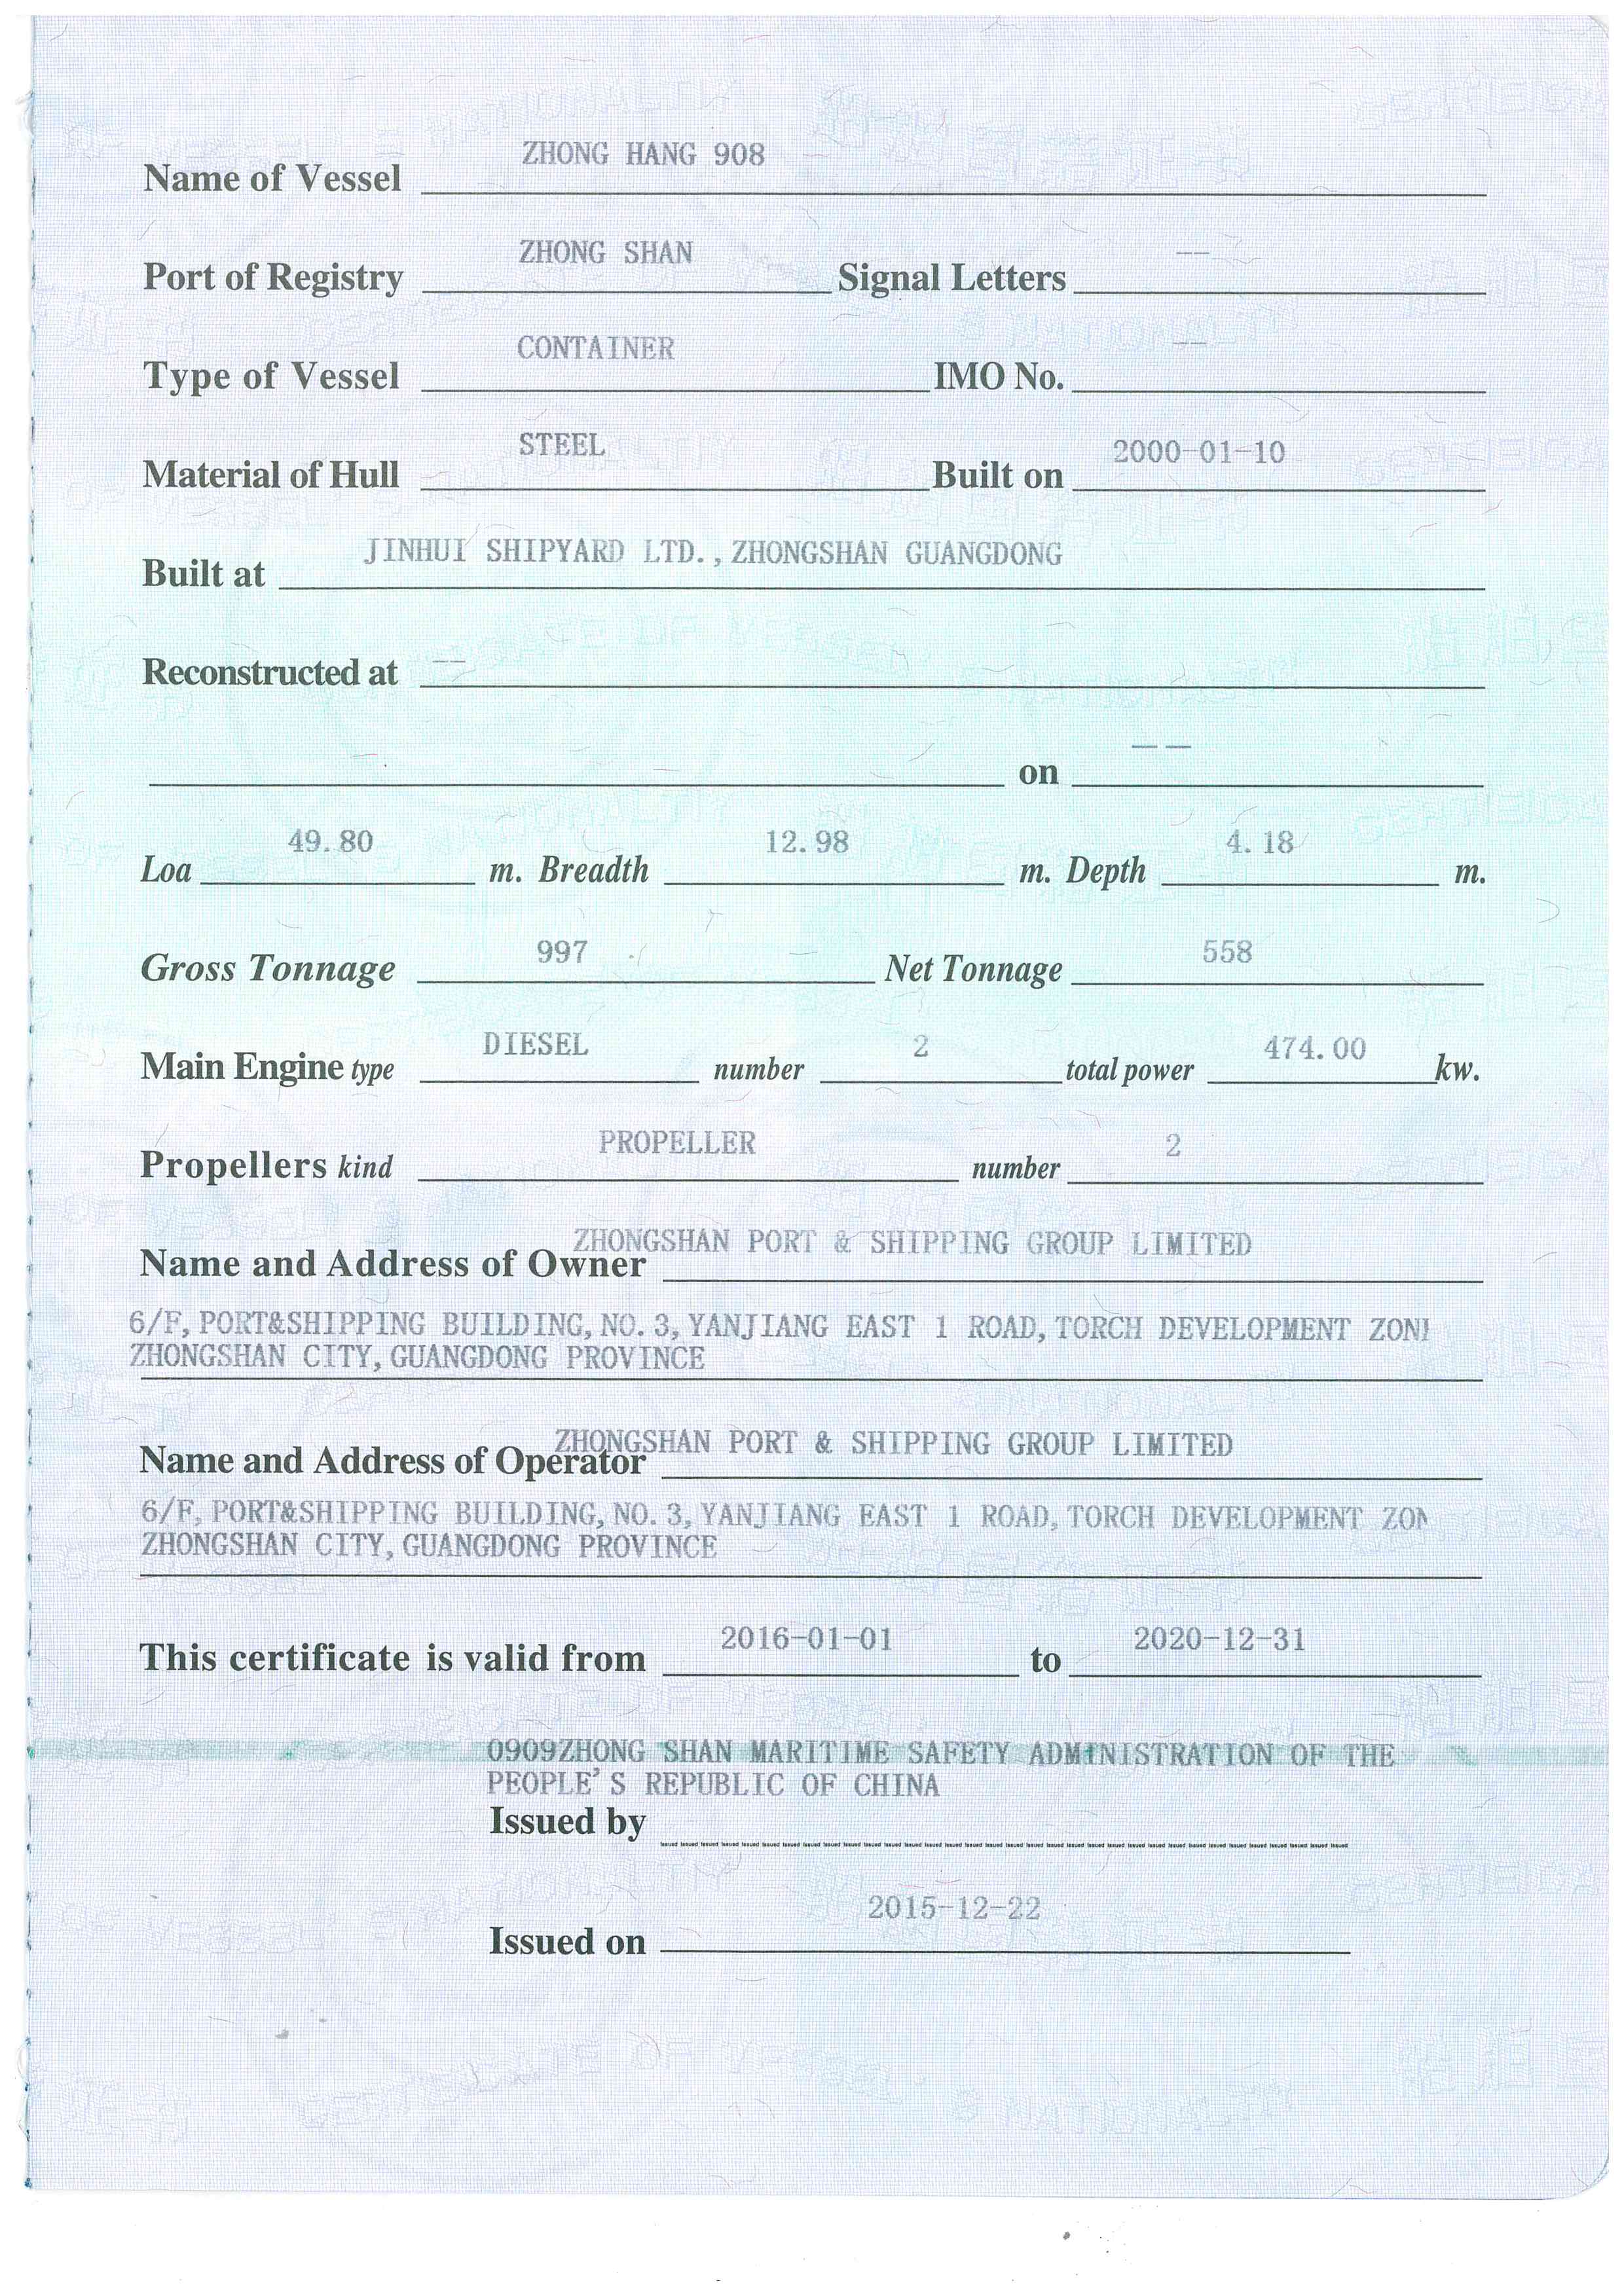 Name of Vessel ZHONG HANG 908
Port of Registry ZHONG SHAN Signal Letters --
Type of Vessel CONTAINER IMO No. --
Material of Hull STEEL Built on 2000-01-10
Built at JINHUI SHIPYARD LTD.,ZHONGSHAN GUANGDONG
Reconstructed at --
on — —
Loa 49.80 m. Breadth 12.98 m. Depth 4.18 m.
Gross Tonnage 997 Net Tonnage 558
Main Engine type DIESEL number 2 total power 474.00 kw.
Propellers kind PROPELLER number 2
Name and Address of Owner ZHONGSHAN PORT & SHIPPING GROUP LIMITED
6/F,PORT&SHIPPING BUILDING,NO.3,YANJIANG EAST 1 ROAD,TORCH DEVELOPMENT
ZHONGSHAN CITY,GUANGDONG PROVINCE
Name and Address of Operator ZHONGSHAN PORT & SHIPPING GROUP LIMITED
6/F,PORT&SHIPPING BUILDING,NO.3,YANJIANG EAST 1 ROAD,TORCH DEVELOPMENT
ZHONGSHAN CITY,GUANGDONG PROVINCE
This certificate is valid from 2016-01-01 to 2020-12-31
0909ZHONG SHAN MARITIME SAFETY ADMINISTRATION OF THE
PEOPLE'S REPUBLIC OF CHINA
Issued by
Issued on 2015-12-22